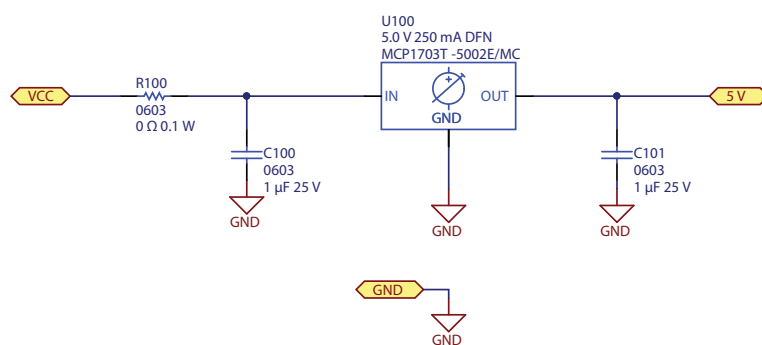 U100
5.0 V 250 mA DFN
MCP1703T -5002E/MC
VCC
R100
0603
0 Ω 0.1 W
IN
OUT
GND
5 V
C100
0603
1 µF 25 V
GND
GND
C101
0603
1 µF 25 V
GND
GND
GND